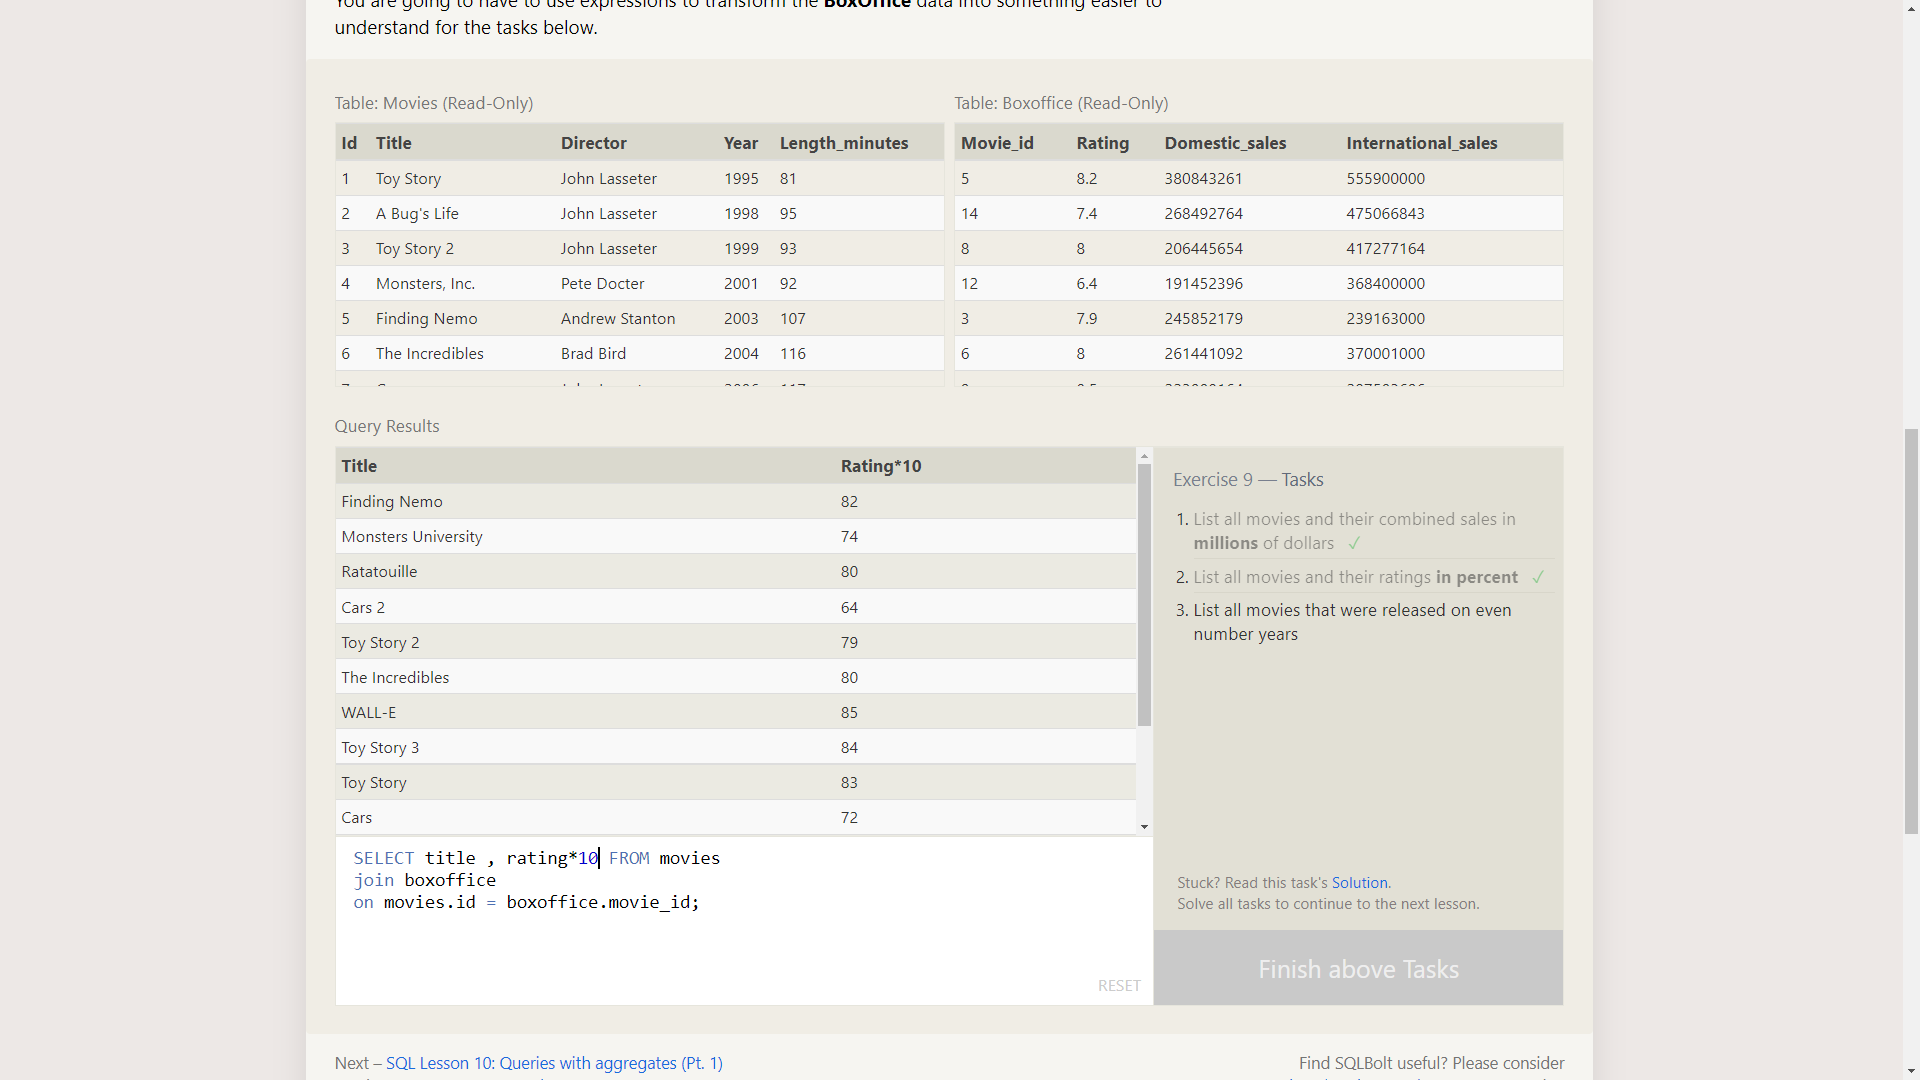 You are going to have to use expressions to transform the BoxOffice data into something easier to
understand for the tasks below.
Table: Movies (Read-Only)
Id Title Director Year Length_minutes
1 Toy Story John Lasseter 1995 81
2 A Bug's Life John Lasseter 1998 95
3 Toy Story 2 John Lasseter 1999 93
4 Monsters, Inc. Pete Docter 2001 92
5 Finding Nemo Andrew Stanton 2003 107
6 The Incredibles Brad Bird 2004 116
Table: Boxoffice (Read-Only)
Movie_id Rating Domestic_sales International_sales
5 8.2 380843261 555900000
14 7.4 268492764 475066843
8 8 206445654 417277164
12 6.4 191452396 368400000
3 7.9 245852179 239163000
6 8 261441092 370001000
Query Results
Title Rating*10
Finding Nemo 82
Monsters University 74
Ratatouille 80
Cars 2 64
Toy Story 2 79
The Incredibles 80
WALL-E 85
Toy Story 3 84
Toy Story 83
Cars 72
SELECT title , rating*10 FROM movies
join boxoffice
on movies.id = boxoffice.movie_id;
RESET
Exercise 9 — Tasks
1. List all movies and their combined sales in
millions of dollars ✓
2. List all movies and their ratings in percent ✓
3. List all movies that were released on even
number years
Stuck? Read this task's Solution.
Solve all tasks to continue to the next lesson.
Finish above Tasks
Next – SQL Lesson 10: Queries with aggregates (Pt. 1)
Find SQLBolt useful? Please consider